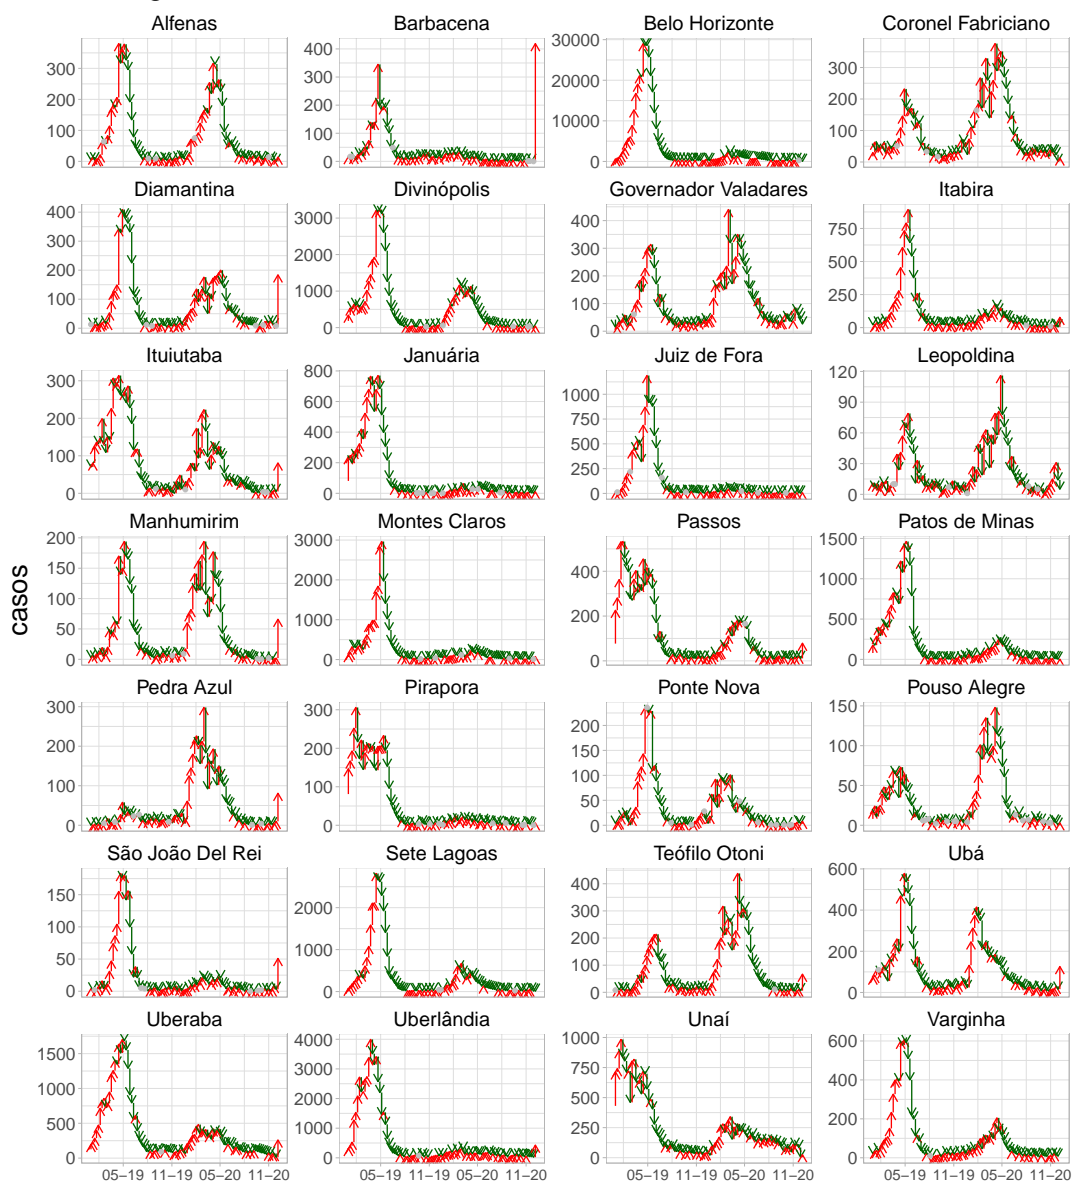 Alfenas Barbacena Belo Horizonte Coronel Fabriciano
300 200 100 0
400 300 200 100 0
30000 20000 10000 0
300 200 100 0
Diamantina Divinópolis Governador Valadares Itabira
400 300 200 100 0
3000 2000 1000 0
400 300 200 100 0
750 500 250 0
Ituiutaba Januária Juiz de Fora Leopoldina
300 200 100 0
800 600 400 200 0
1000 750 500 250 0
120 90 60 30 0
Manhumirim Montes Claros Passos Patos de Minas
200 150 100 50 0
3000 2000 1000 0
400 200 0
1500 1000 500 0
casos
Pedra Azul Pirapora Ponte Nova Pouso Alegre
300 200 100 0
300 200 100 0
200 150 100 50 0
150 100 50 0
São João Del Rei Sete Lagoas Teófilo Otoni Ubá
150 100 50 0
2000 1000 0
400 300 200 100 0
600 400 200 0
Uberaba Uberlândia Unaí Varginha
1500 1000 500 0
4000 3000 2000 1000 0
1000 750 500 250 0
600 400 200 0
05–19 11–19 05–20 11–20 05–19 11–19 05–20 11–20 05–19 11–19 05–20 11–20 05–19 11–19 05–20 11–20